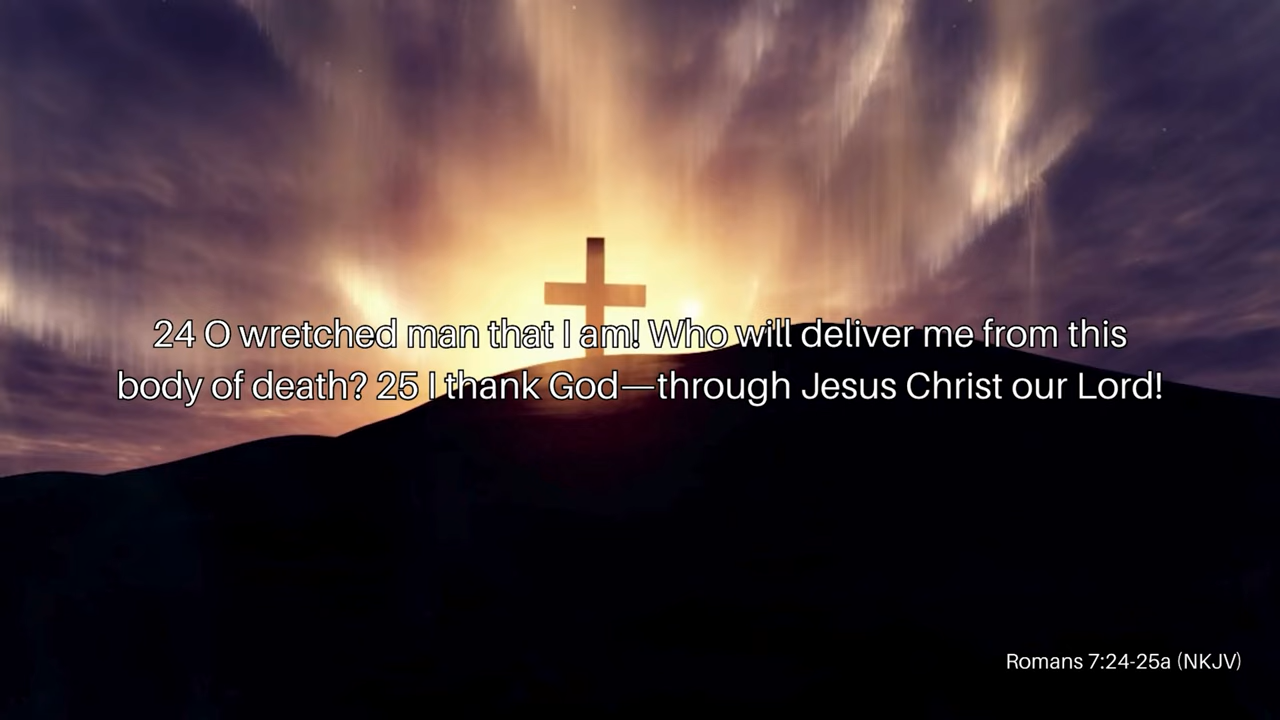 24 O wretched man that I am! Who will deliver me from this
body of death? 25 I thank God—through Jesus Christ our Lord!
Romans 7:24-25a (NKJV)